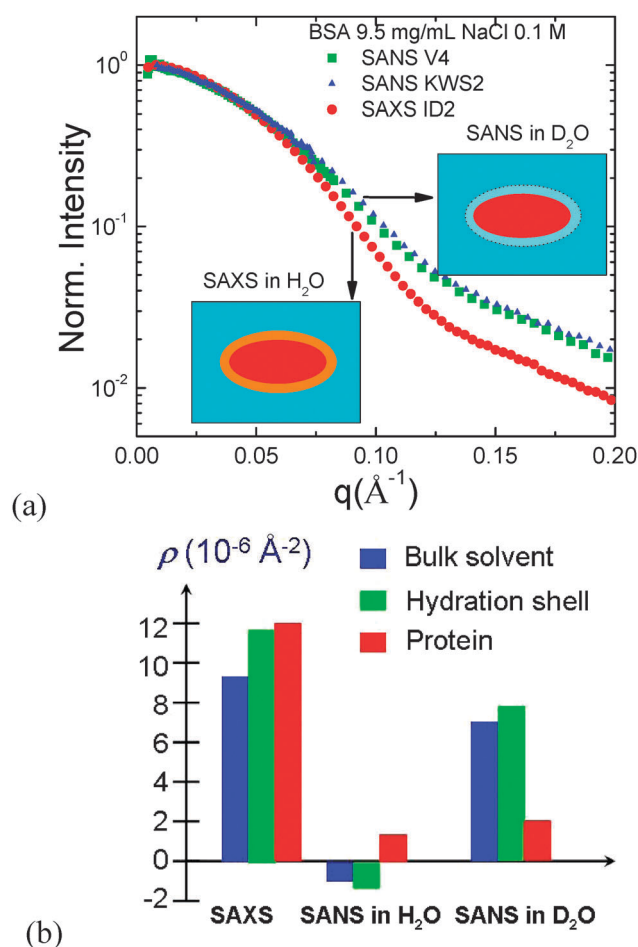 BSA 9.5 mg/mL NaCl 0.1 M
SANS V4
SANS KWS2
SAXS ID2
SANS in D₂O
SAXS in H₂O
Norm. Intensity
10⁰
10⁻¹
10⁻²
0.00 0.05 0.10 0.15 0.20
q(Å⁻¹)
(a)
ρ (10⁻⁶ Å⁻²)
Bulk solvent
Hydration shell
Protein
12
10
8
6
4
2
0
-2
SAXS SANS in H₂O SANS in D₂O
(b)